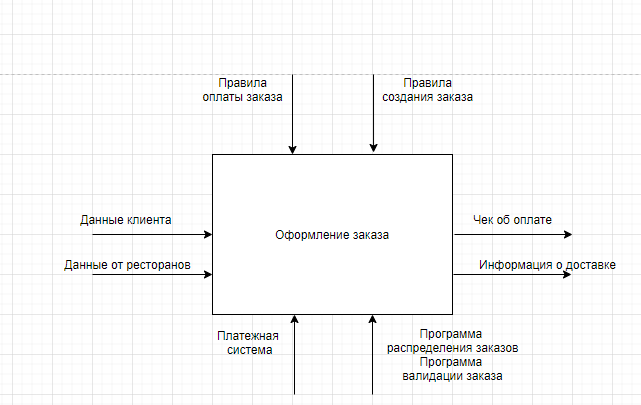 Правила
оплаты заказа
Правила
создания заказа
Данные клиента
Оформление заказа
Чек об оплате
Данные от ресторанов
Информация о доставке
Платежная
система
Программа
распределения заказов
Программа
валидации заказа